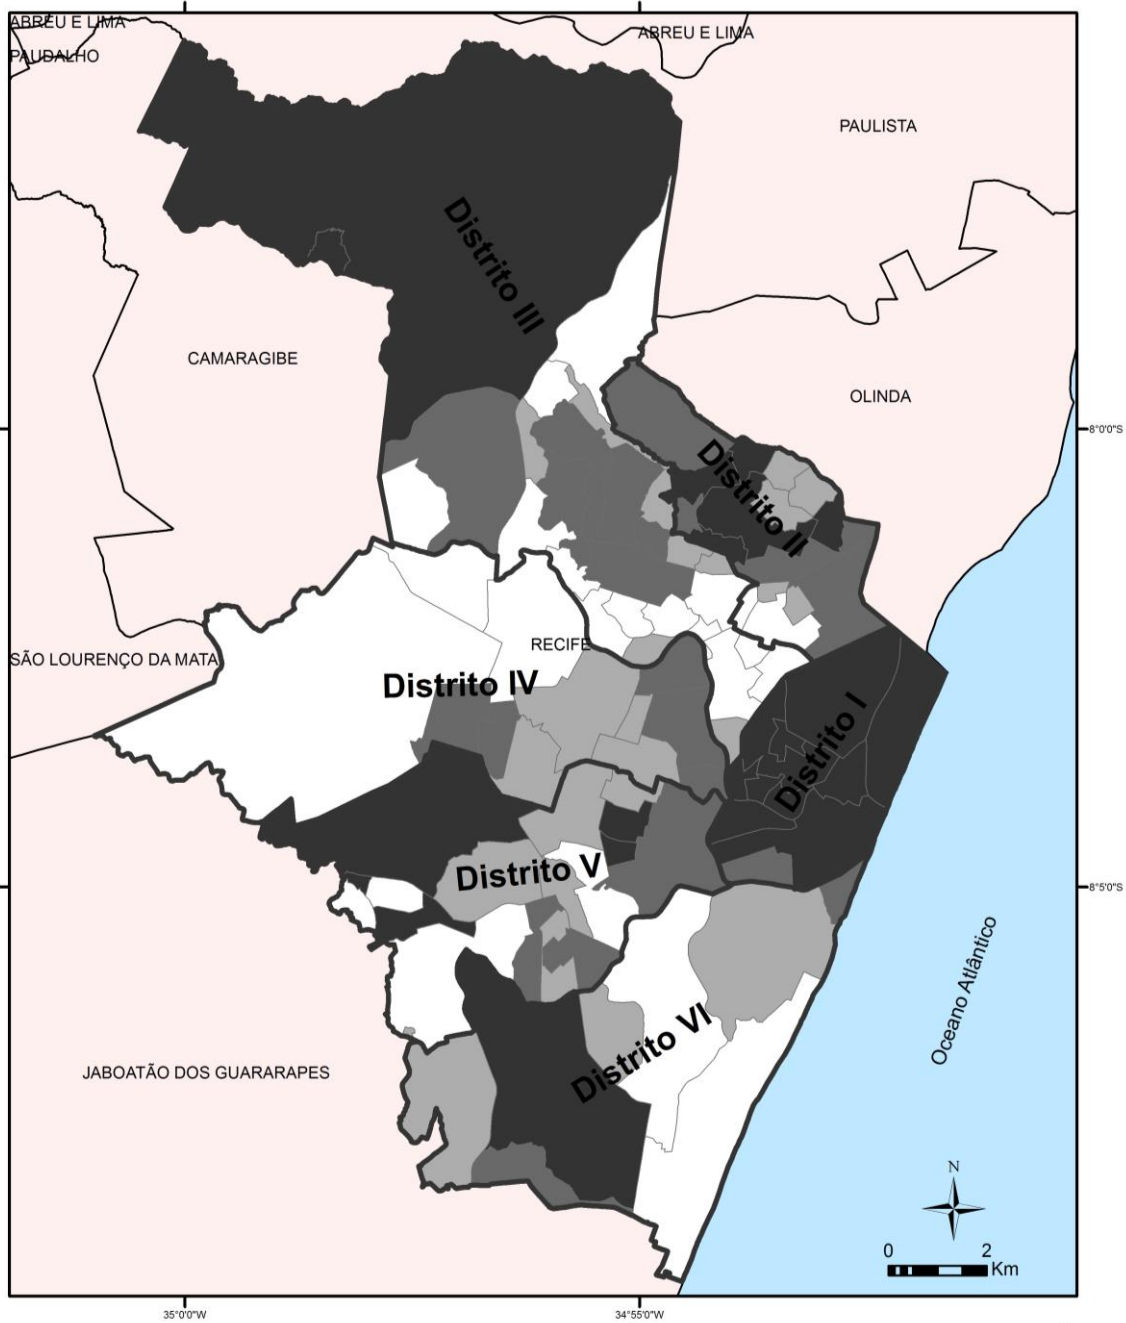 ABREU E LIMA
ABREU E LIMA
PAUDALHO
PAULISTA
Distrito III
CAMARAGIBE
OLINDA
8°0'0"S
Distrito II
RECIFE
SÃO LOURENÇO DA MATA
Distrito IV
Distrito I
Distrito V
8°5'0"S
Oceano Atlântico
Distrito VI
JABOATÃO DOS GUARARAPES
N
0 2
Km
35°0'0"W
34°55'0"W